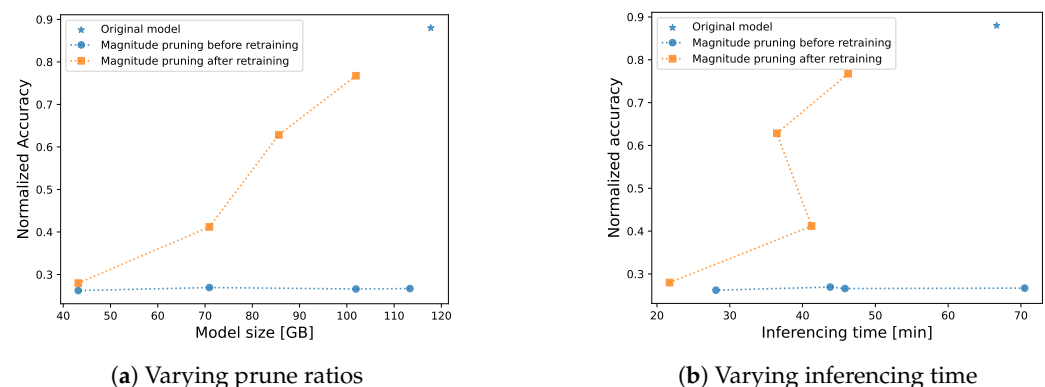 0.9
0.8
0.7
0.6
0.5
0.4
0.3
Normalized Accuracy
Original model
Magnitude pruning before retraining
Magnitude pruning after retraining
40 50 60 70 80 90 100 110 120
Model size [GB]
(a) Varying prune ratios
0.9
0.8
0.7
0.6
0.5
0.4
0.3
Normalized accuracy
Original model
Magnitude pruning before retraining
Magnitude pruning after retraining
20 30 40 50 60 70
Inferencing time [min]
(b) Varying inferencing time